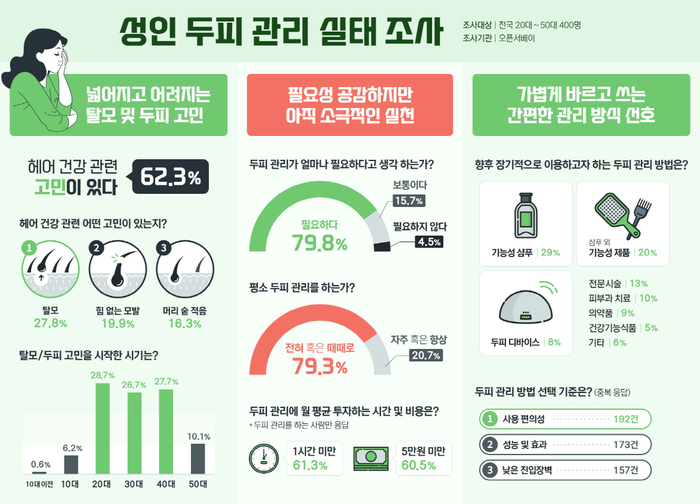 성인 두피 관리 실태 조사
조사대상 | 전국 20대~50대 400명
조사기관 | 오픈서베이
넓어지고 어려지는
탈모 및 두피 고민
헤어 건강 관련
고민이 있다
62.3%
헤어 건강 관련 어떤 고민이 있는지?
1
2
3
탈모
힘 없는 모발
머리 숱 적음
27.8%
19.9%
16.3%
탈모/두피 고민을 시작한 시기는?
0.6%
6.2%
28.7%
26.7%
27.7%
10.1%
10대 이전
10대
20대
30대
40대
50대
필요성 공감하지만
아직 소극적인 실천
두피 관리가 얼마나 필요하다고 생각 하는가?
보통이다
15.7%
필요하다
79.8%
필요하지 않다
4.5%
평소 두피 관리를 하는가?
자주 혹은 항상
20.7%
전혀 혹은 때때로
79.3%
두피 관리에 월 평균 투자하는 시간 및 비용은?
* 두피 관리를 하는 사람만 응답
1시간 미만
61.3%
5만원 미만
60.5%
가볍게 바르고 쓰는
간편한 관리 방식 선호
향후 장기적으로 이용하고자 하는 두피 관리 방법은?
기능성 샴푸 | 29%
샴푸 외
기능성 제품 | 20%
두피 디바이스 | 8%
전문시술 | 13%
피부과 치료 | 10%
의약품 | 9%
건강기능식품 | 5%
기타 | 6%
두피 관리 방법 선택 기준은? (중복 응답)
1 사용 편의성 192건
2 성능 및 효과 173건
3 낮은 진입장벽 157건